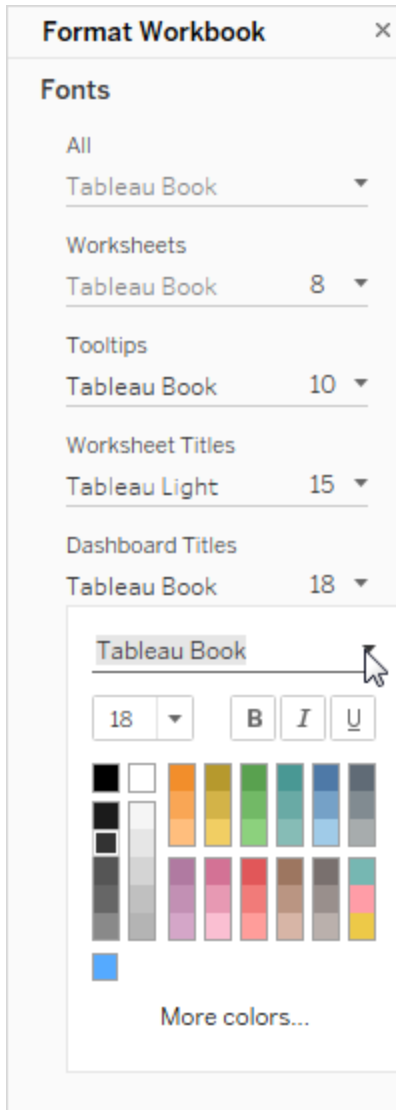 Format Workbook ×
Fonts
All
Tableau Book
Worksheets
Tableau Book 8
Tooltips
Tableau Book 10
Worksheet Titles
Tableau Light 15
Dashboard Titles
Tableau Book 18
Tableau Book
18 B I U
More colors...